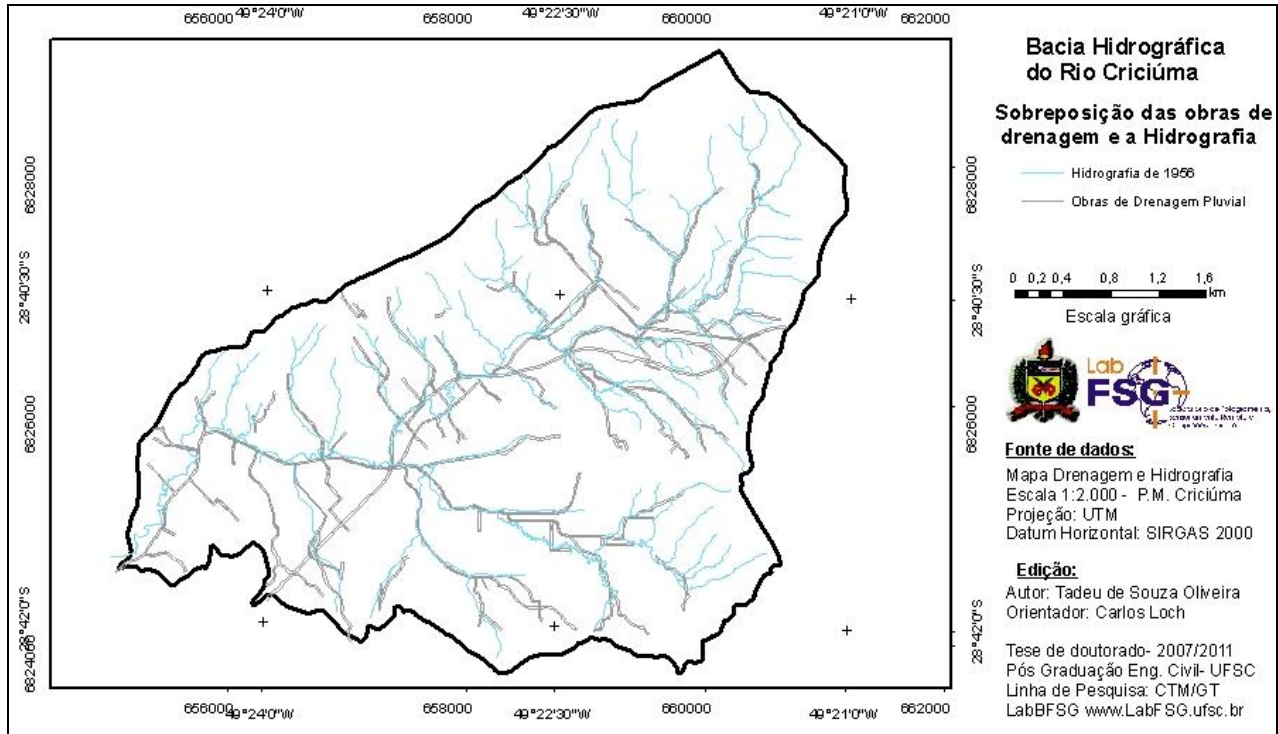 656000 49°24'0"W 658000 49°22'30"W 660000 49°21'0"W 662000
6828000
28°40'30"S
6826000
28°42'0"S
6828000
28°40'30"S
6826000
28°42'0"S
656000 49°24'0"W 658000 49°22'30"W 660000 49°21'0"W 662000
Bacia Hidrográfica
do Rio Criciúma
Sobreposição das obras de
drenagem e a Hidrografia
Hidrografia de 1956
Obras de Drenagem Pluvial
0 0,2 0,4 0,8 1,2 1,6
km
Escala gráfica
Lab
FSG
Fonte de dados:
Mapa Drenagem e Hidrografia
Escala 1:2.000 - P.M. Criciúma
Projeção: UTM
Datum Horizontal: SIRGAS 2000
Edição:
Autor: Tadeu de Souza Oliveira
Orientador: Carlos Loch
Tese de doutorado- 2007/2011
Pós Graduação Eng. Civil- UFSC
Linha de Pesquisa: CTM/GT
LabBFSG www.LabFSG.ufsc.br